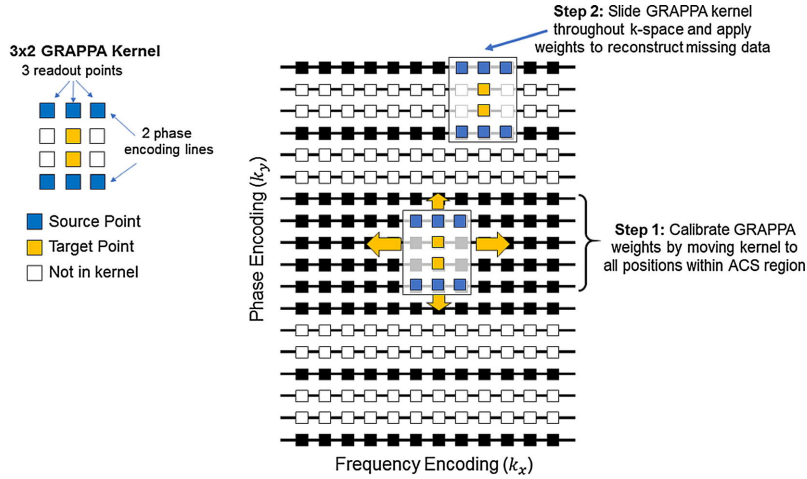 Step 2: Slide GRAPPA kernel
throughout k-space and apply
weights to reconstruct missing data
3x2 GRAPPA Kernel
3 readout points
2 phase
encoding lines
Source Point
Target Point
Not in kernel
Phase Encoding (ky)
Step 1: Calibrate GRAPPA
weights by moving kernel to
all positions within ACS region
Frequency Encoding (kx)